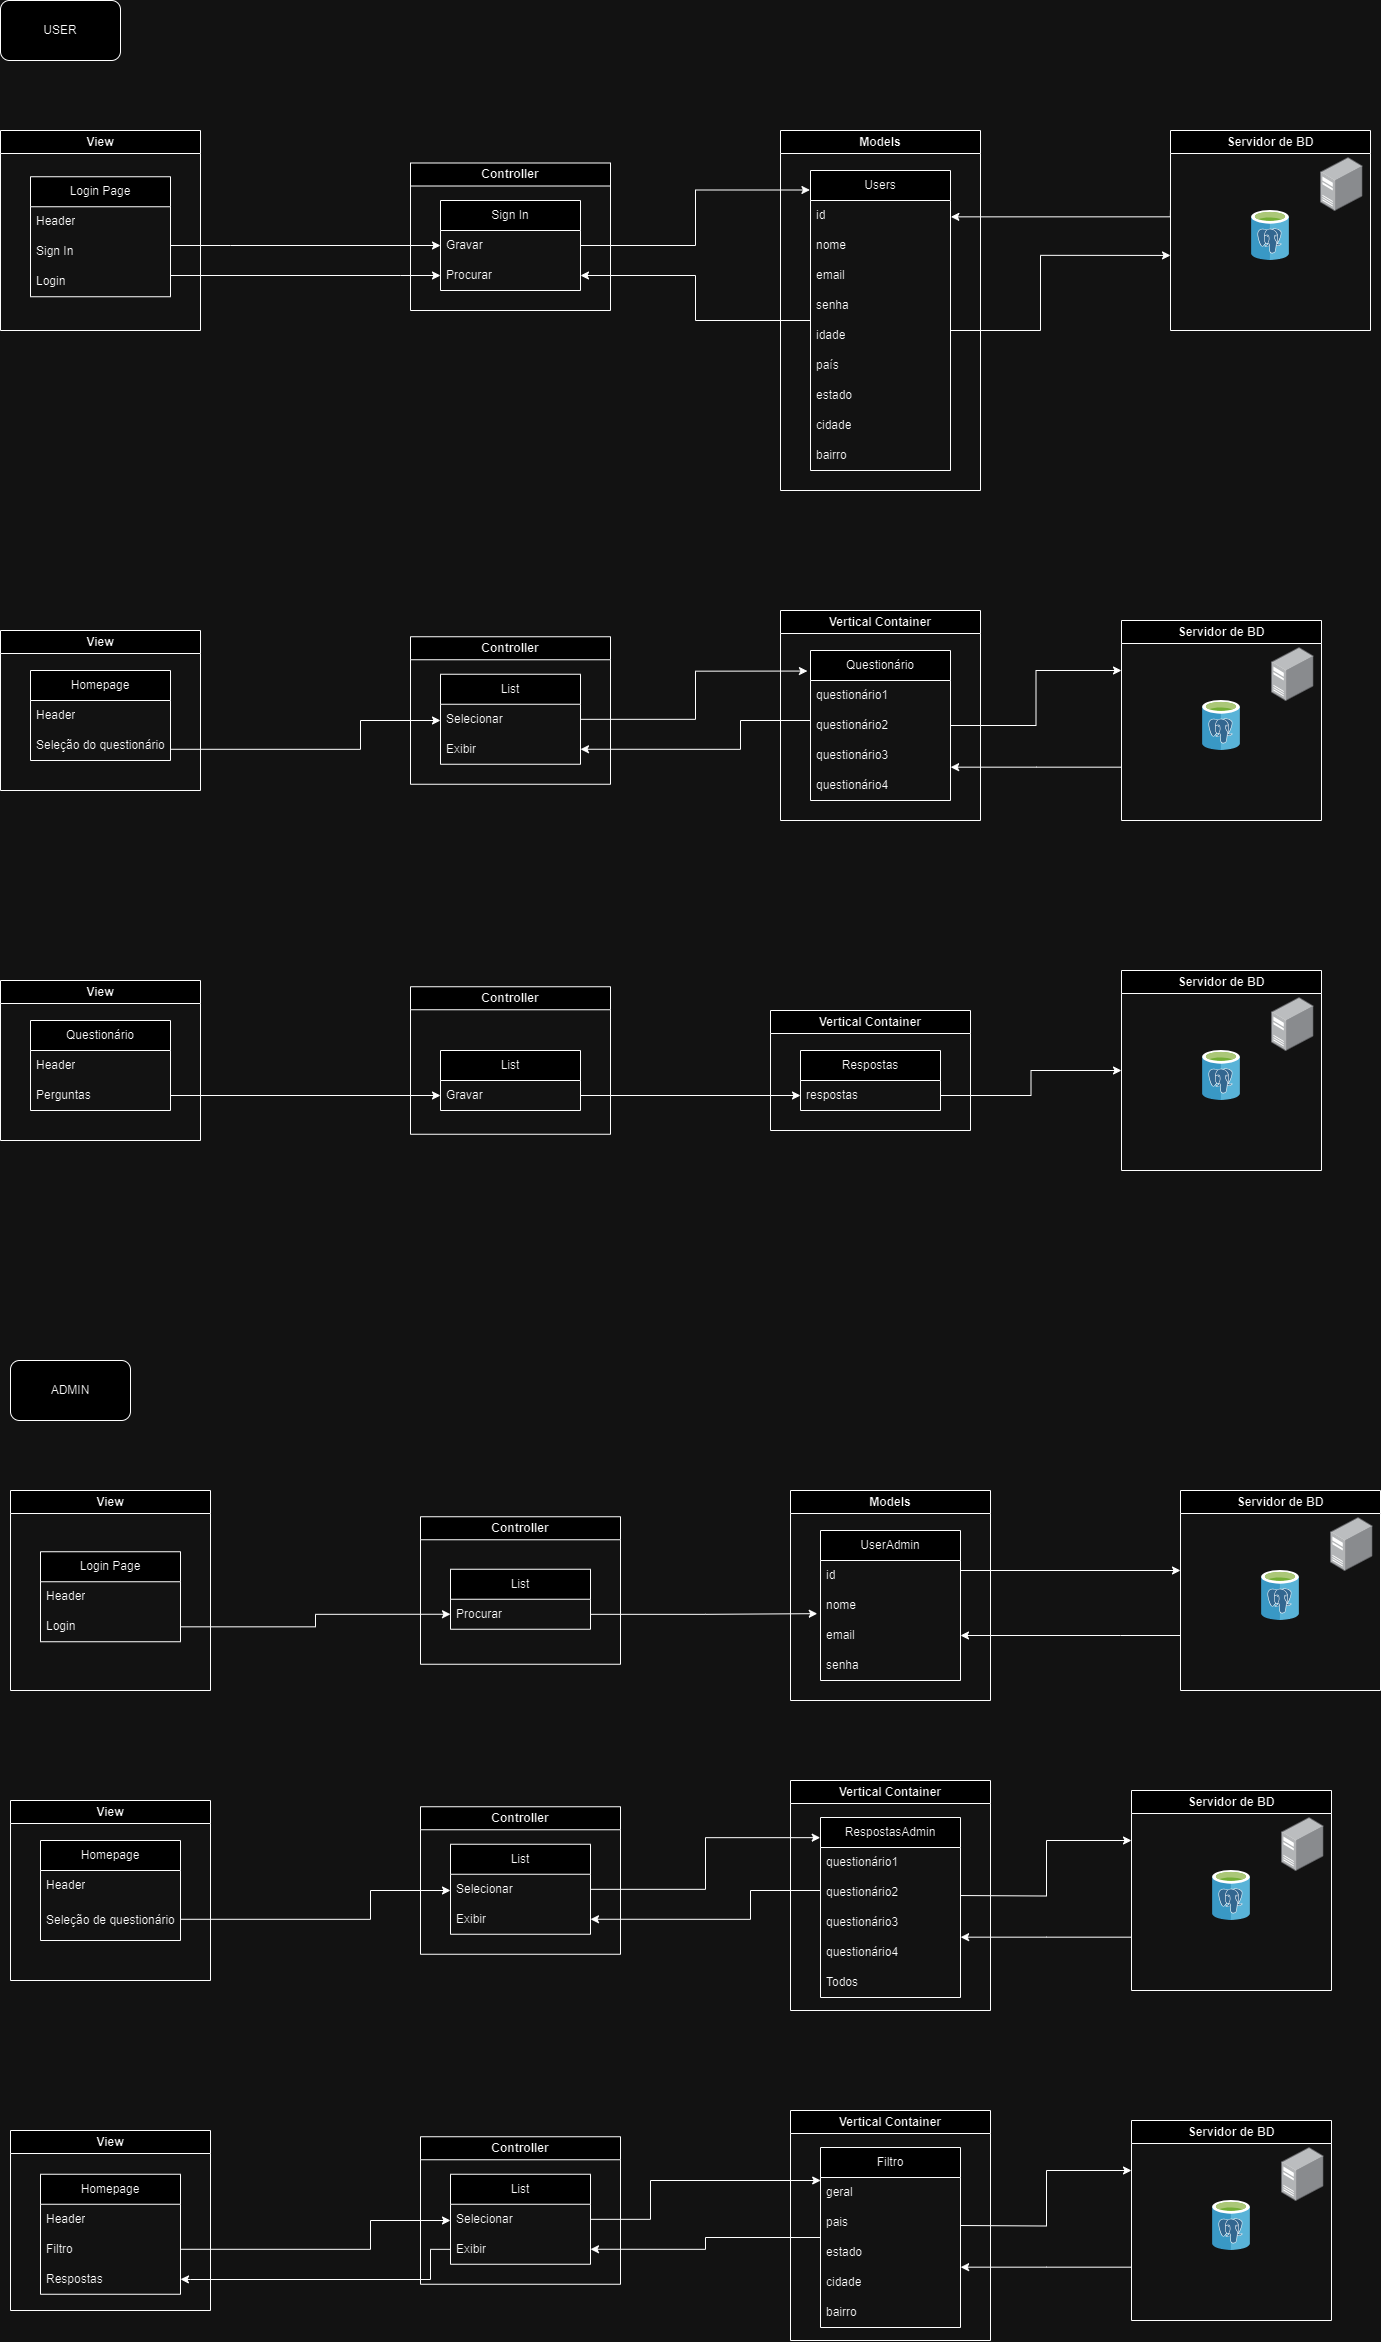 USER
View
Login Page
Header
Sign In
Login
Controller
Sign In
Gravar
Procurar
Models
Users
id
nome
email
senha
idade
país
estado
cidade
bairro
Servidor de BD
View
Homepage
Header
Seleção do questionário
Controller
List
Selecionar
Exibir
Vertical Container
Questionário
questionário1
questionário2
questionário3
questionário4
Servidor de BD
View
Questionário
Header
Perguntas
Controller
List
Gravar
Vertical Container
Respostas
respostas
Servidor de BD
ADMIN
View
Login Page
Header
Login
Controller
List
Procurar
Models
UserAdmin
id
nome
email
senha
Servidor de BD
View
Homepage
Header
Seleção de questionário
Controller
List
Selecionar
Exibir
Vertical Container
RespostasAdmin
questionário1
questionário2
questionário3
questionário4
Todos
Servidor de BD
View
Homepage
Header
Filtro
Respostas
Controller
List
Selecionar
Exibir
Vertical Container
Filtro
geral
pais
estado
cidade
bairro
Servidor de BD